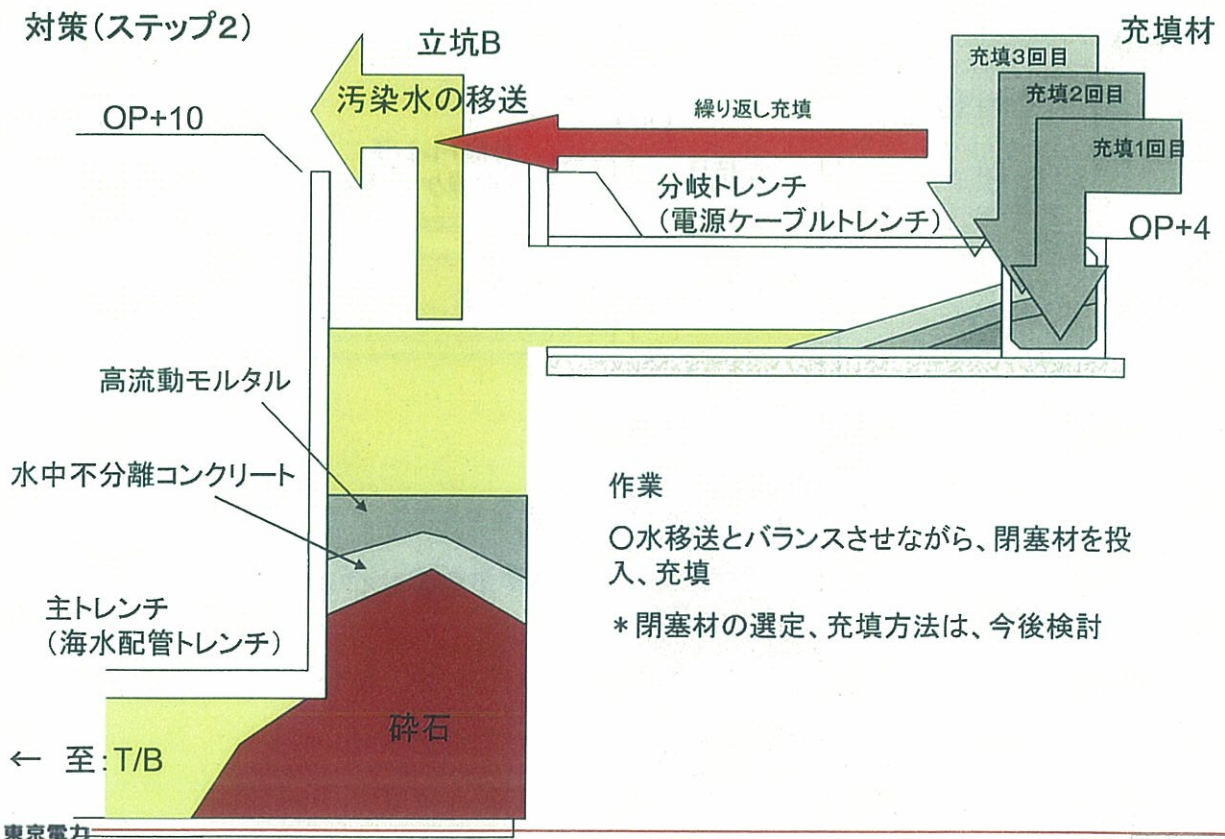 対策(ステップ2)
立坑B
充填材
充填3回目
汚染水の移送
充填2回目
OP+10
繰り返し充填
充填1回目
分岐トレンチ
(電源ケーブルトレンチ)
OP+4
高流動モルタル
水中不分離コンクリート
作業
○水移送とバランスさせながら、閉塞材を投
入、充填
*閉塞材の選定、充填方法は、今後検討
主トレンチ
(海水配管トレンチ)
砕石
← 至:T/B
東京電力